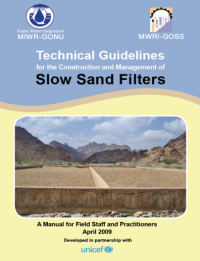 Public Water Corporation
MIWR-GONU
MWRI-GOSS
Technical Guidelines
for the Construction and Management of
Slow Sand Filters
A Manual for Field Staff and Practitioners
April 2009
Developed in partnership with
unicef